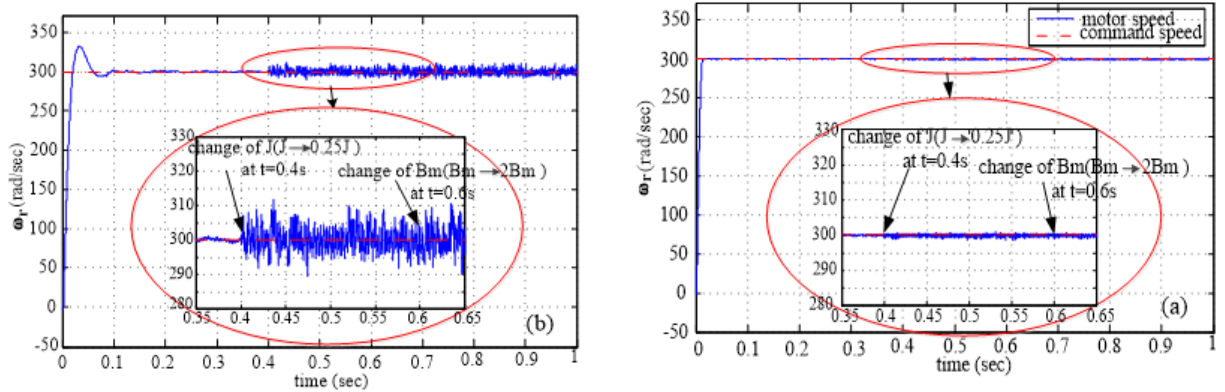 400
350
300
250
200
150
100
50
0
-50
ωr (rad/sec)
330
320
310
300
290
280
change of J(J→0.25J)
at t=0.4s
change of Bm(Bm→2Bm)
at t=0.6s
0.35 0.4 0.45 0.5 0.55 0.6 0.65
(b)
0 0.1 0.2 0.3 0.4 0.5 0.6 0.7 0.8 0.9 1
time (sec)
motor speed
command speed
350
300
250
200
150
100
50
0
-50
ωr (rad/sec)
330
320
310
300
290
280
change of J(J→0.25J)
at t=0.4s
change of Bm(Bm→2Bm)
at t=0.6s
0.35 0.4 0.45 0.5 0.55 0.6 0.65
(a)
0 0.1 0.2 0.3 0.4 0.5 0.6 0.7 0.8 0.9 1
time (sec)